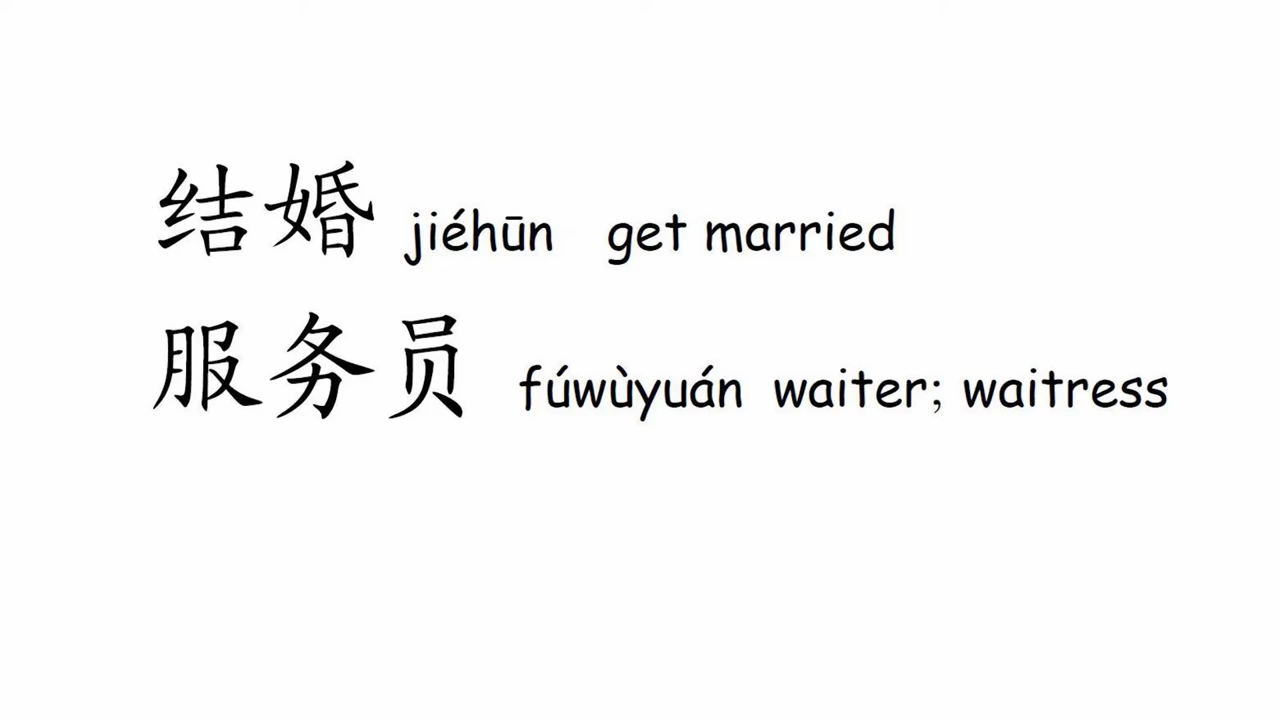 结婚 jiéhūn get married
服务员 fúwùyuán waiter; waitress